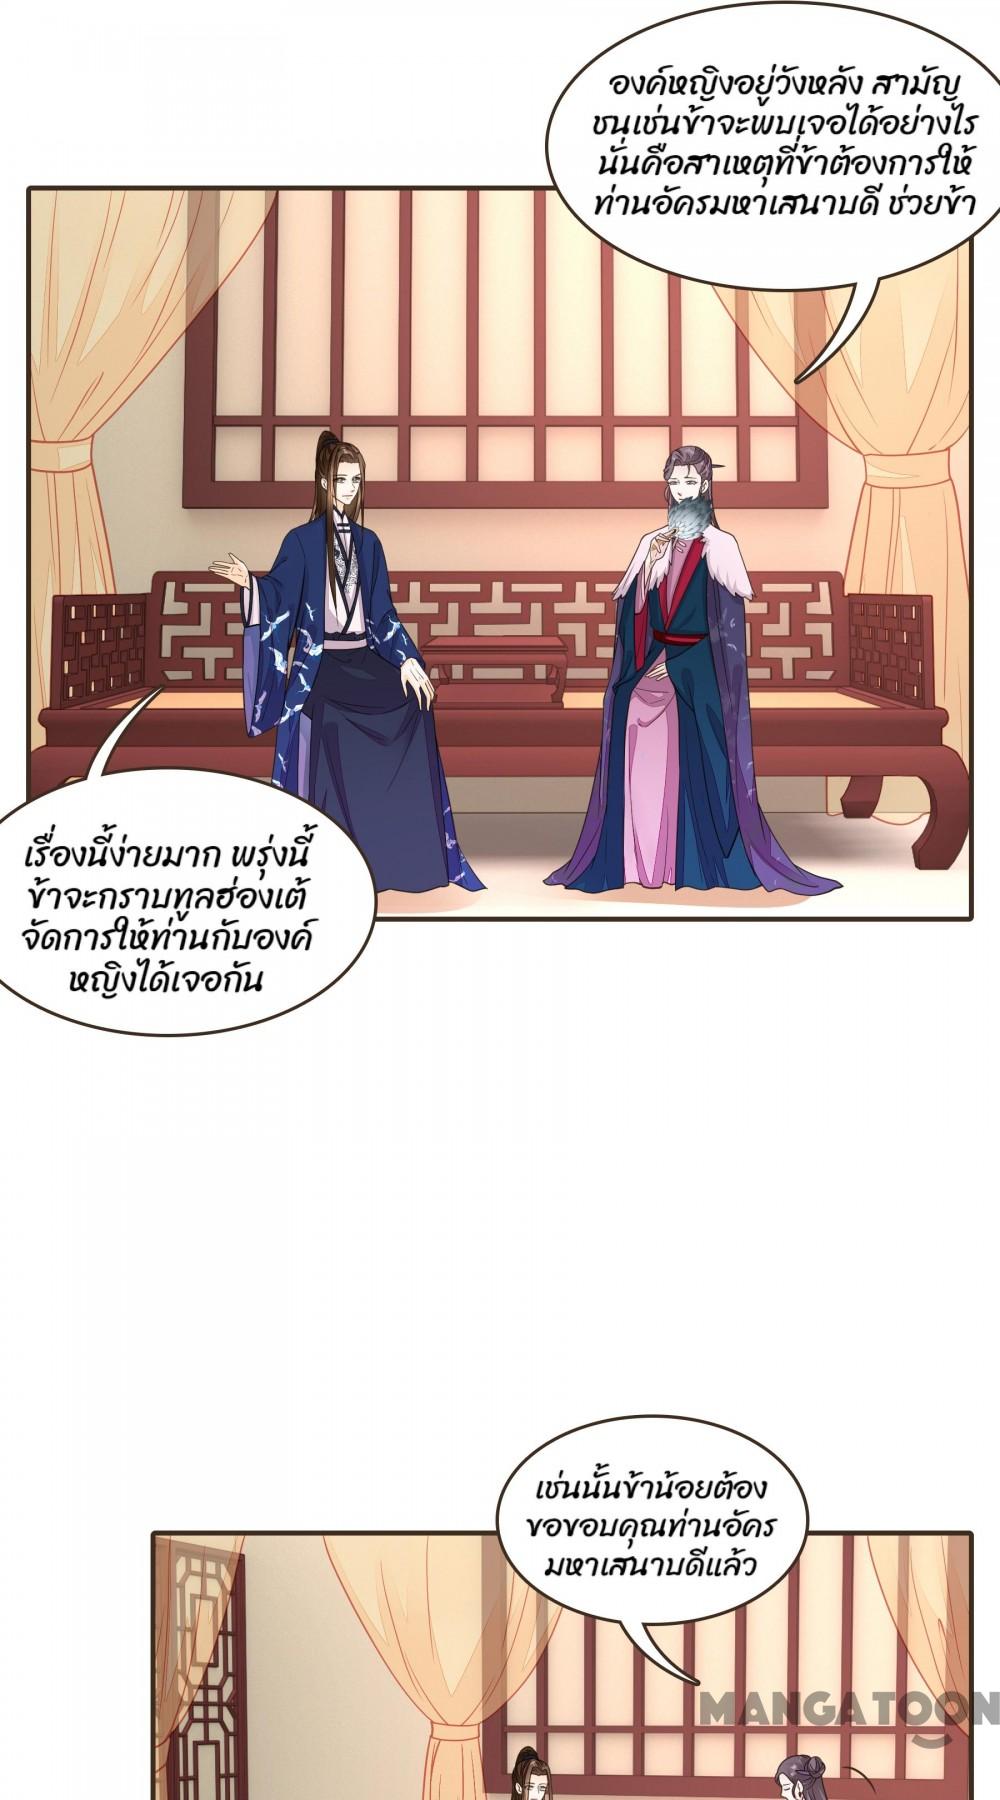 องค์หญิงอยู่วังหลัง สามัญ
ชนเช่นข้าจะพบเจอได้อย่างไร
นั่นคือสาเหตุที่ข้าต้องการให้
ท่านอัครมหาเสนาบดี ช่วยข้า
เรื่องนี้ง่ายมาก พรุ่งนี้
ข้าจะกราบทูลฮ่องเต้
จัดการให้ท่านกับองค์
หญิงได้เจอกัน
เช่นนั้นข้าน้อยต้อง
ขอขอบคุณท่านอัคร
มหาเสนาบดีแล้ว
MANGATOON